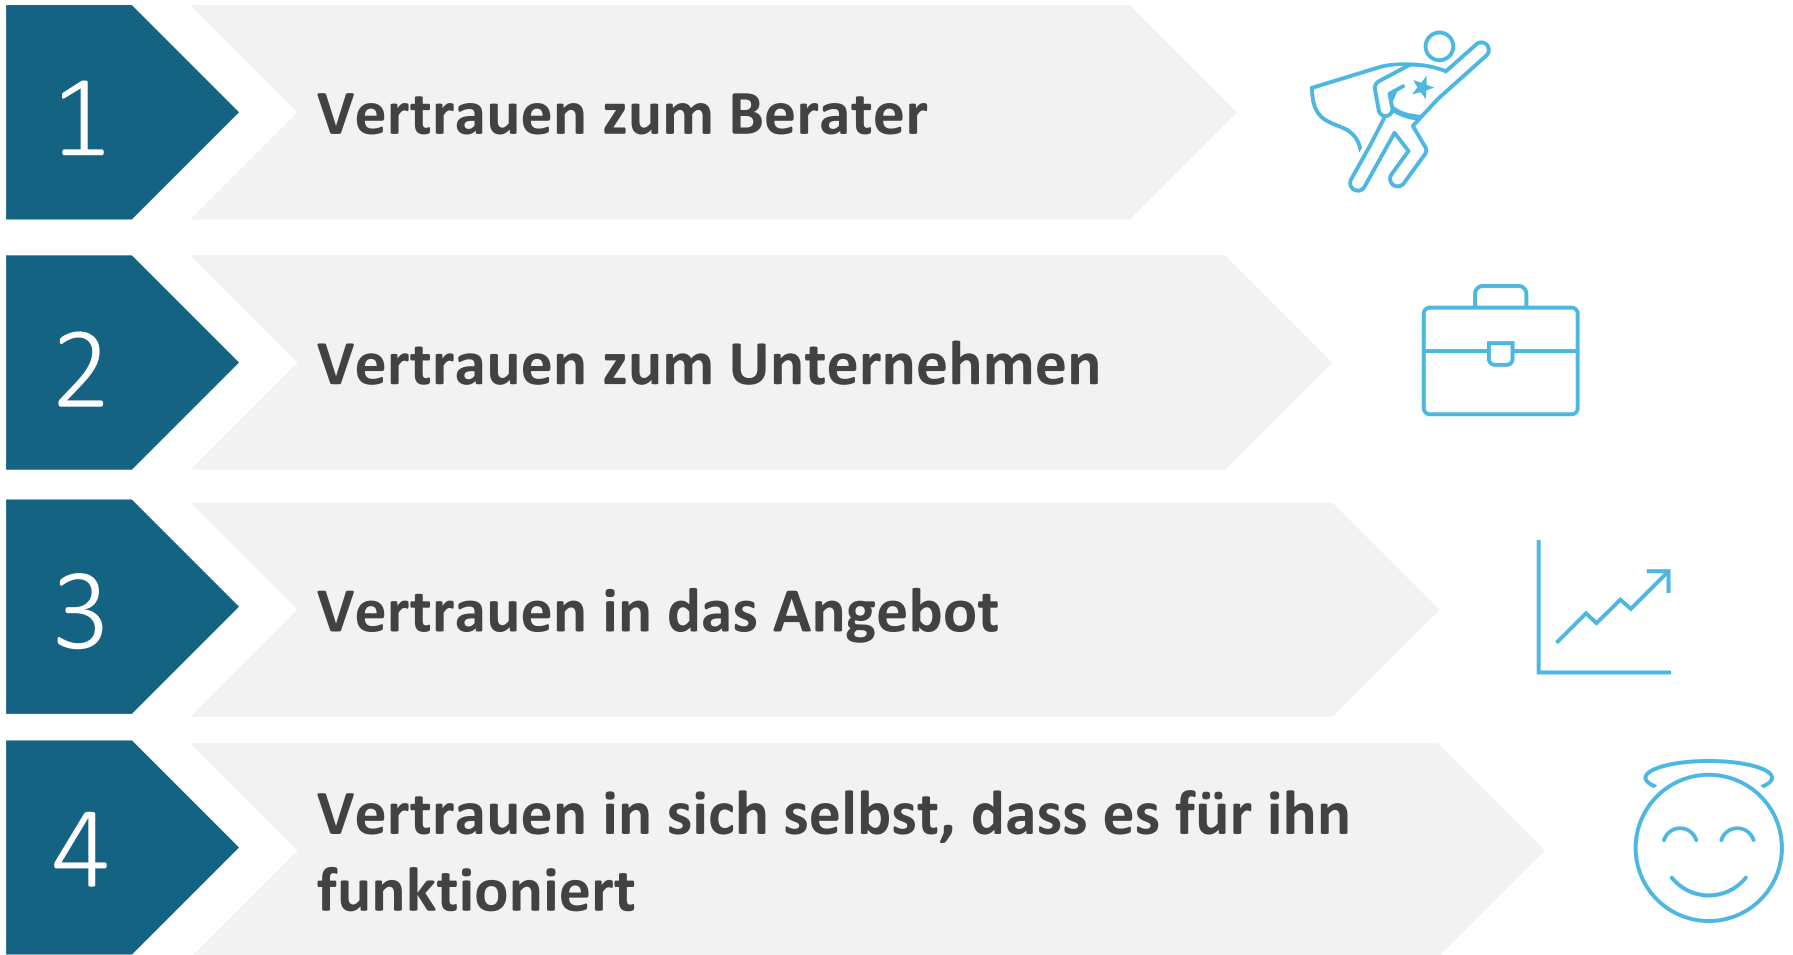 1
Vertrauen zum Berater
2
Vertrauen zum Unternehmen
3
Vertrauen in das Angebot
4
Vertrauen in sich selbst, dass es für ihn
funktioniert